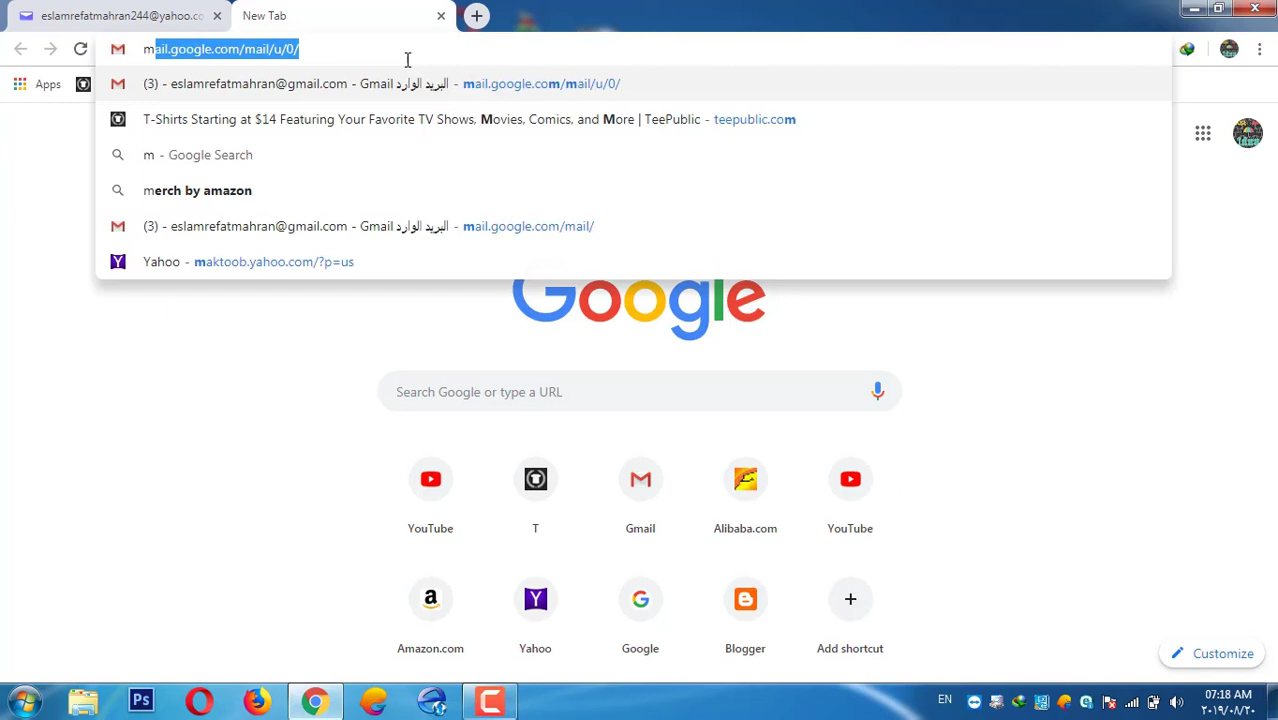 eslamrefatmahran244@yahoo.co
New Tab
mail.google.com/mail/u/0/
Apps
(3) - eslamrefatmahran@gmail.com - Gmail البريد الوارد - mail.google.com/mail/u/0/
T-Shirts Starting at $14 Featuring Your Favorite TV Shows, Movies, Comics, and More | TeePublic - teepublic.com
m - Google Search
merch by amazon
(3) - eslamrefatmahran@gmail.com - Gmail البريد الوارد - mail.google.com/mail/
Yahoo - maktoob.yahoo.com/?p=us
Google
Search Google or type a URL
YouTube
T
Gmail
Alibaba.com
YouTube
Amazon.com
Yahoo
Google
Blogger
Add shortcut
Customize
Ps
EN
07:18 AM
٢٠١٩/٠٨/٢٠